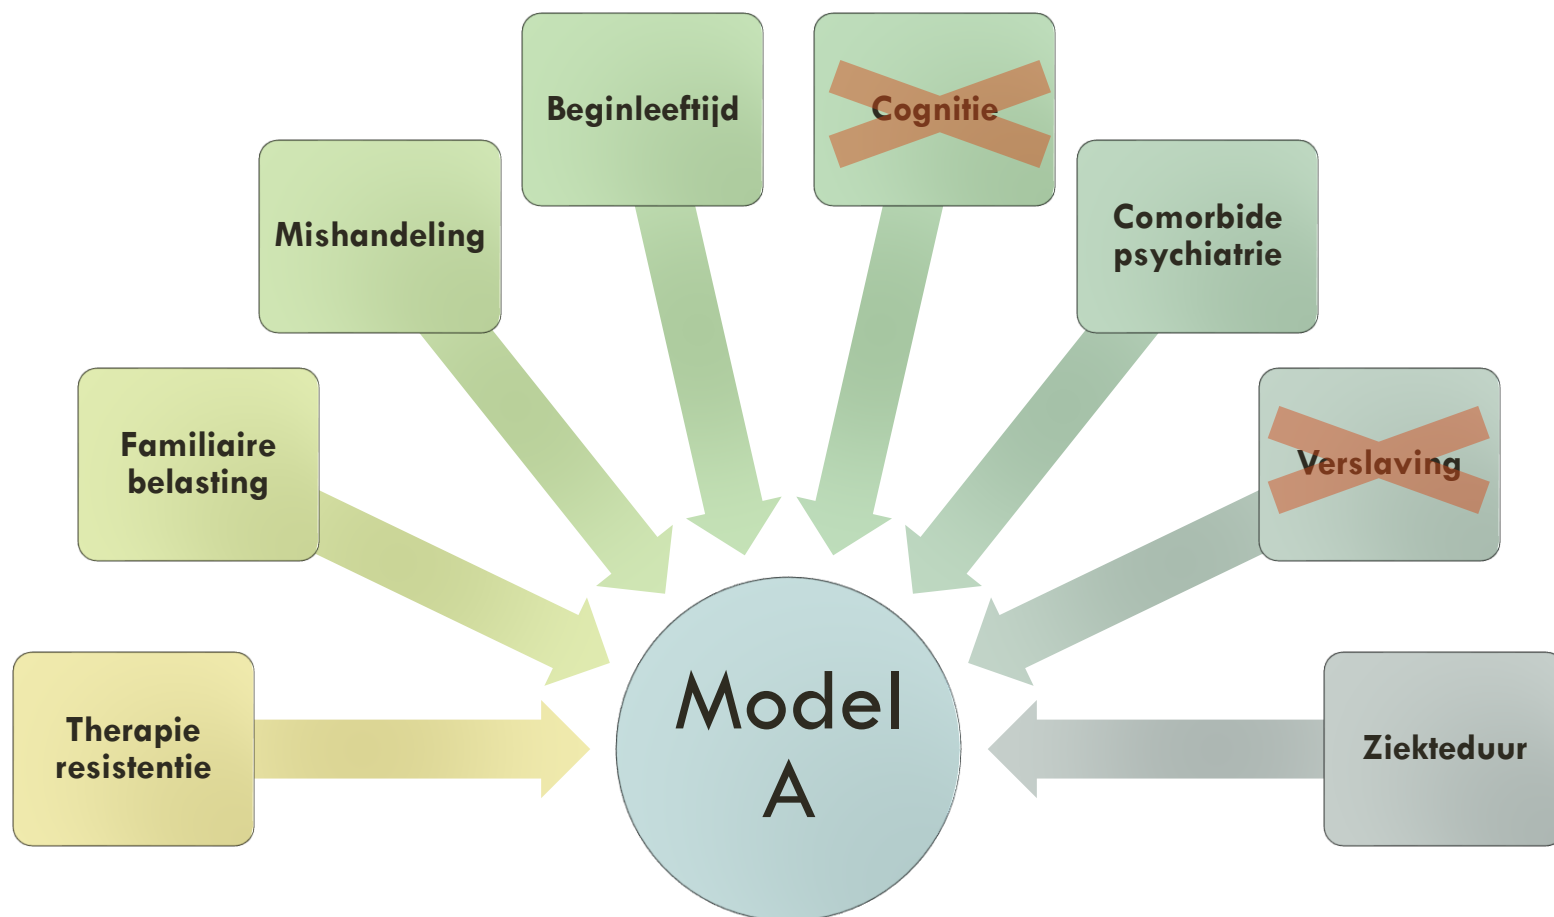 Beginleeftijd
Cognitie
Mishandeling
Comorbide
psychiatrie
Familiaire
belasting
Verslaving
Therapie
resistentie
Model
A
Ziekteduur